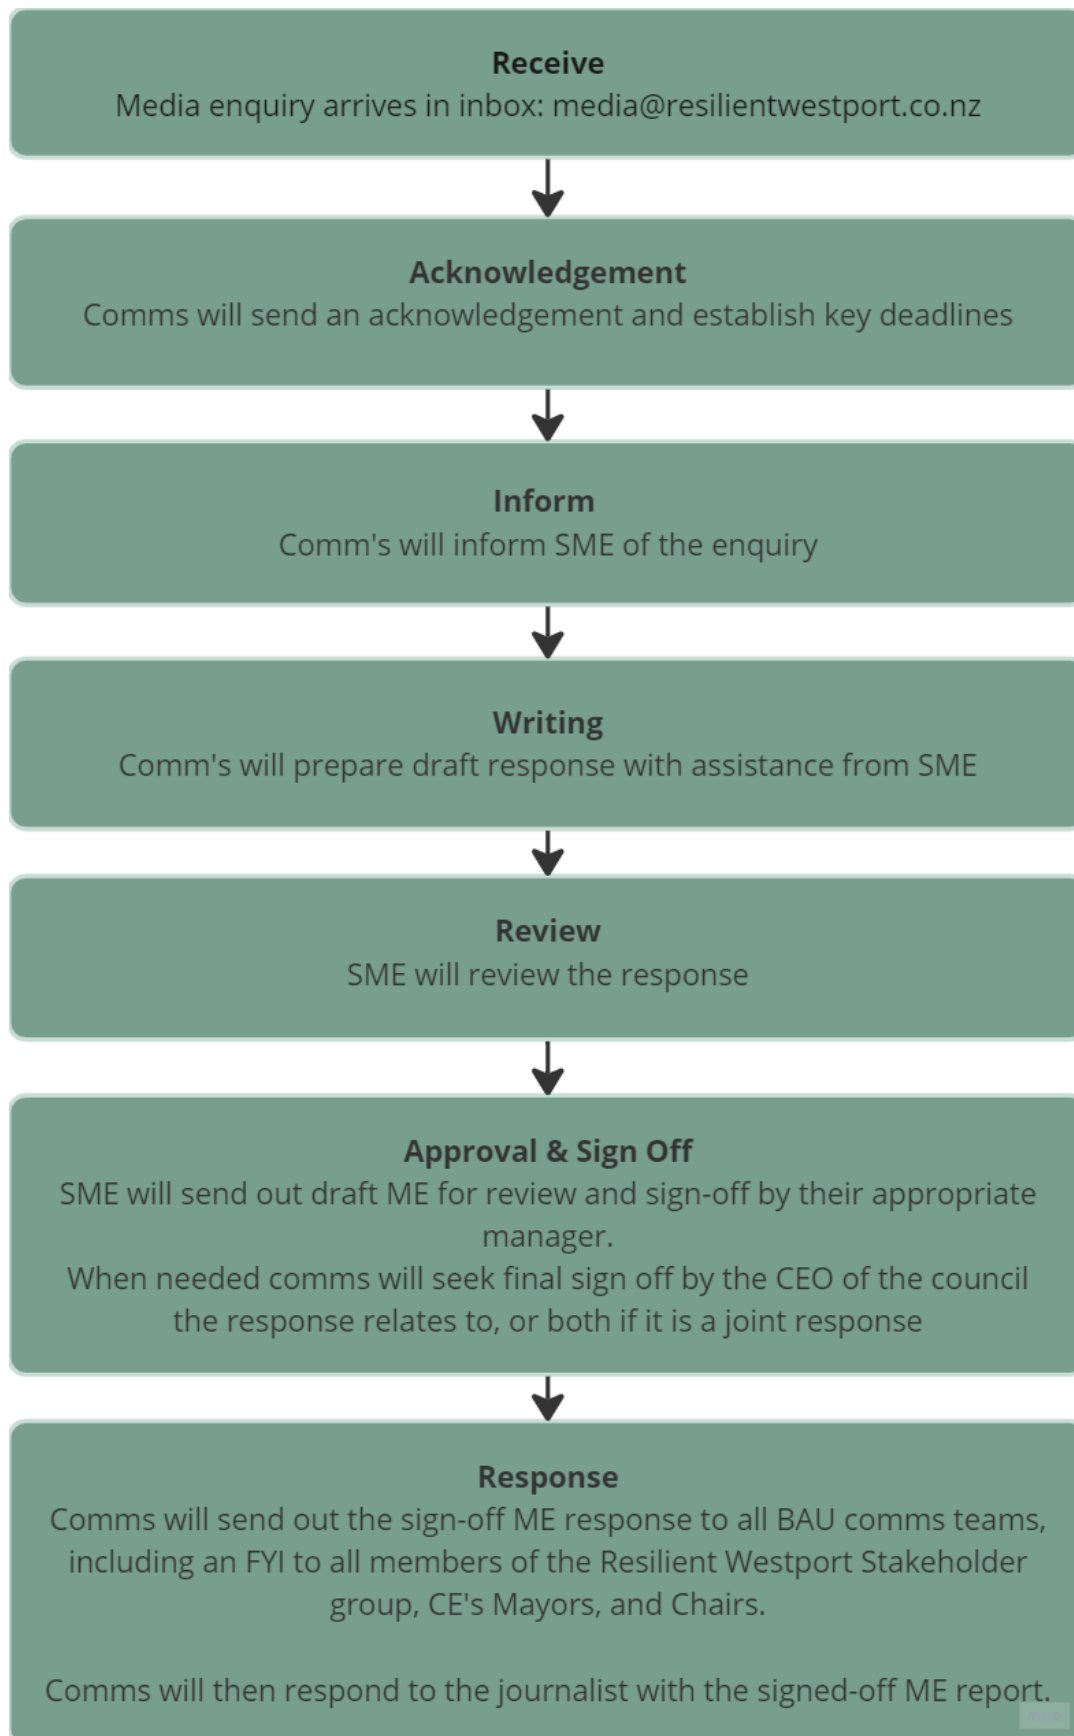 Receive
Media enquiry arrives in inbox: media@resilientwestport.co.nz
Acknowledgement
Comms will send an acknowledgement and establish key deadlines
Inform
Comm's will inform SME of the enquiry
Writing
Comm's will prepare draft response with assistance from SME
Review
SME will review the response
Approval & Sign Off
SME will send out draft ME for review and sign-off by their appropriate
manager.
When needed comms will seek final sign off by the CEO of the council
the response relates to, or both if it is a joint response
Response
Comms will send out the sign-off ME response to all BAU comms teams,
including an FYI to all members of the Resilient Westport Stakeholder
group, CE's Mayors, and Chairs.
Comms will then respond to the journalist with the signed-off ME report.